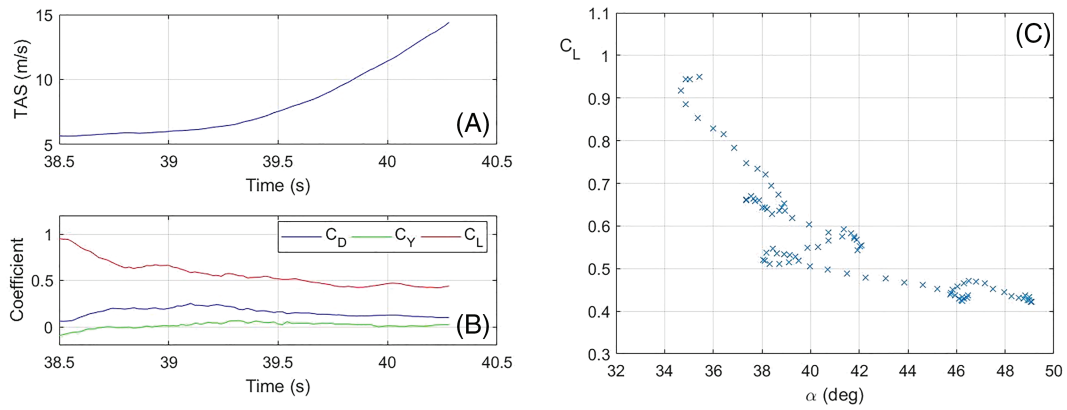 15
10
5
TAS (m/s)
(A)
38.5 39 39.5 40 40.5
Time (s)
1
0.5
0
Coefficient
C_D C_Y C_L
(B)
38.5 39 39.5 40 40.5
Time (s)
1.1
C_L
1
0.9
0.8
0.7
0.6
0.5
0.4
0.3
(C)
32 34 36 38 40 42 44 46 48 50
α (deg)